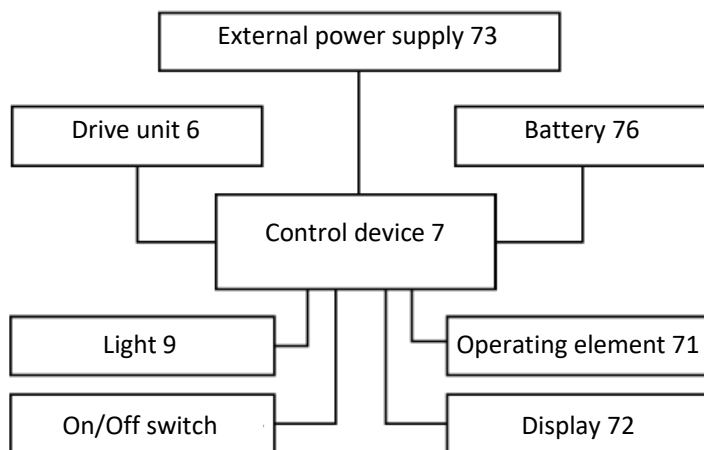 External power supply 73
Drive unit 6
Battery 76
Control device 7
Light 9
Operating element 71
On/Off switch
Display 72